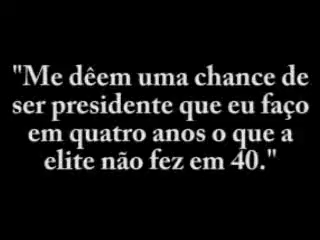 "Me dêem uma chance de
ser presidente que eu faço
em quatro anos o que a
elite não fez em 40."